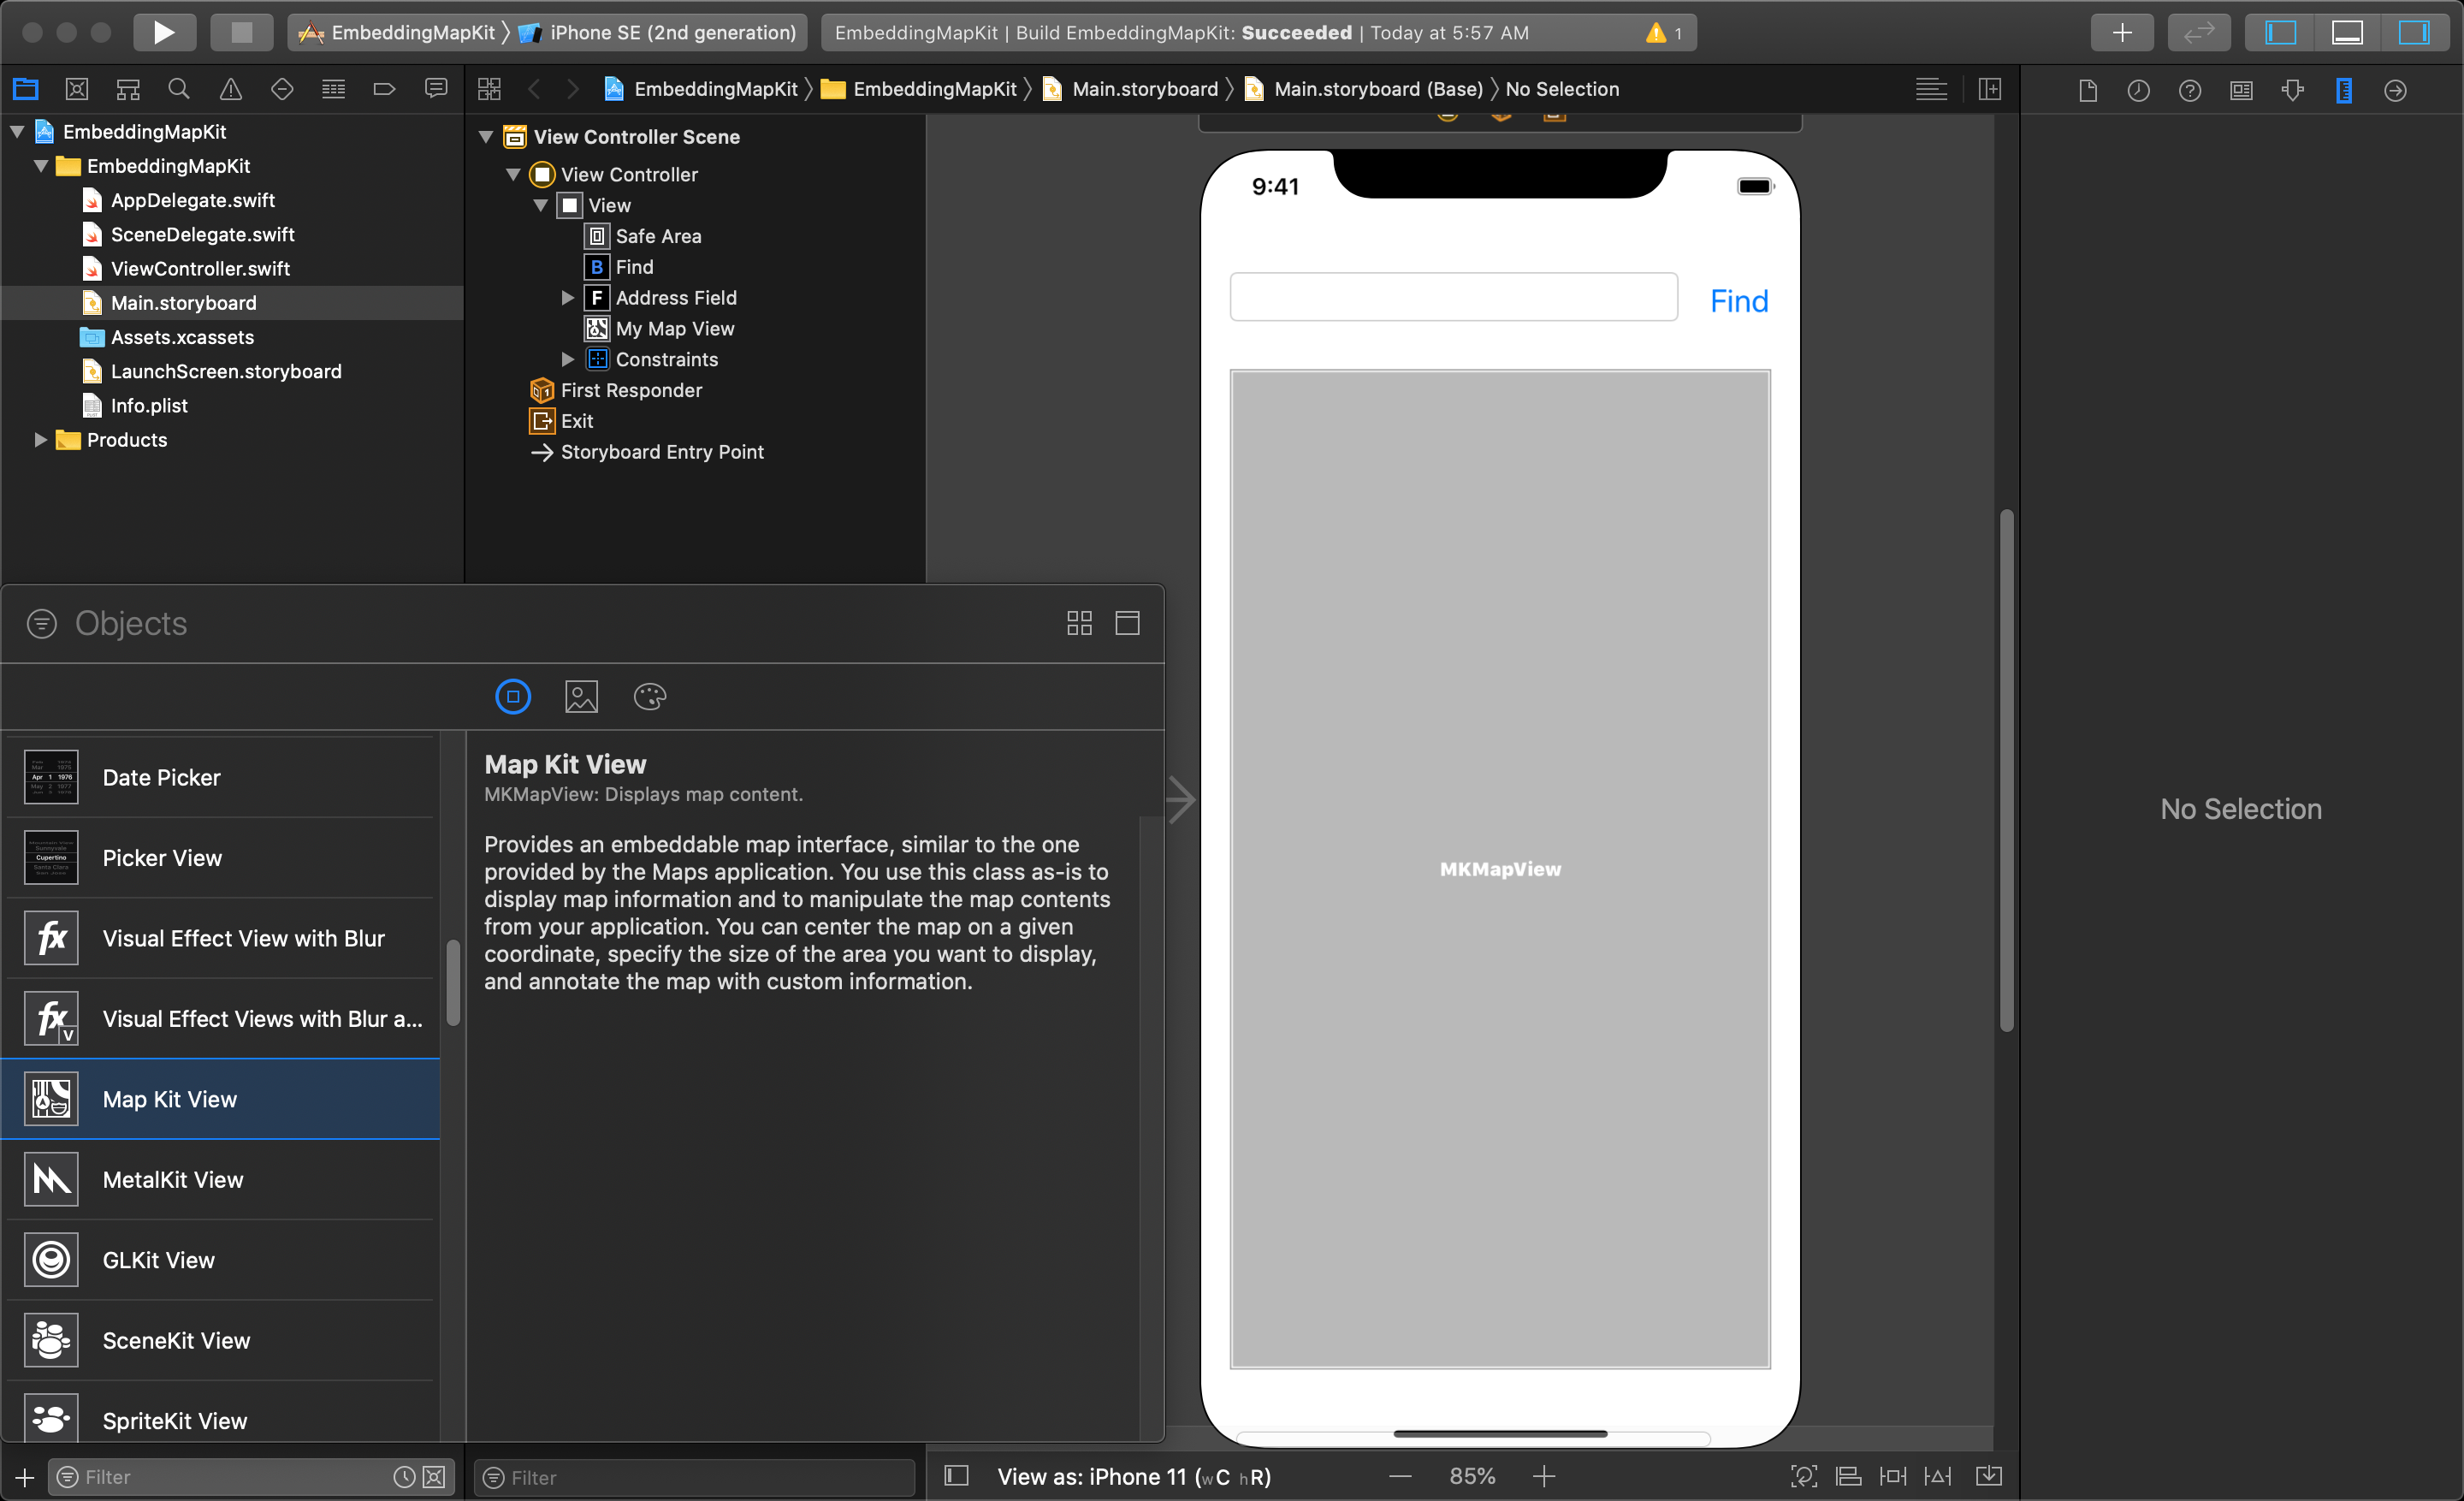 EmbeddingMapKit iPhone SE (2nd generation)
EmbeddingMapKit | Build EmbeddingMapKit: Succeeded | Today at 5:57 AM
1
EmbeddingMapKit EmbeddingMapKit Main.storyboard Main.storyboard (Base) No Selection
EmbeddingMapKit
EmbeddingMapKit
AppDelegate.swift
SceneDelegate.swift
ViewController.swift
Main.storyboard
Assets.xcassets
LaunchScreen.storyboard
Info.plist
Products
View Controller Scene
View Controller
View
Safe Area
B Find
F Address Field
My Map View
Constraints
First Responder
Exit
Storyboard Entry Point
9:41
Find
MKMapView
No Selection
Objects
Date Picker
Apr 1 1976
Picker View
Cupertino
Visual Effect View with Blur
Visual Effect Views with Blur a...
Map Kit View
MetalKit View
GLKit View
SceneKit View
SpriteKit View
Map Kit View
MKMapView: Displays map content.
Provides an embeddable map interface, similar to the one
provided by the Maps application. You use this class as-is to
display map information and to manipulate the map contents
from your application. You can center the map on a given
coordinate, specify the size of the area you want to display,
and annotate the map with custom information.
Filter
Filter
View as: iPhone 11 (wC hR)
85%